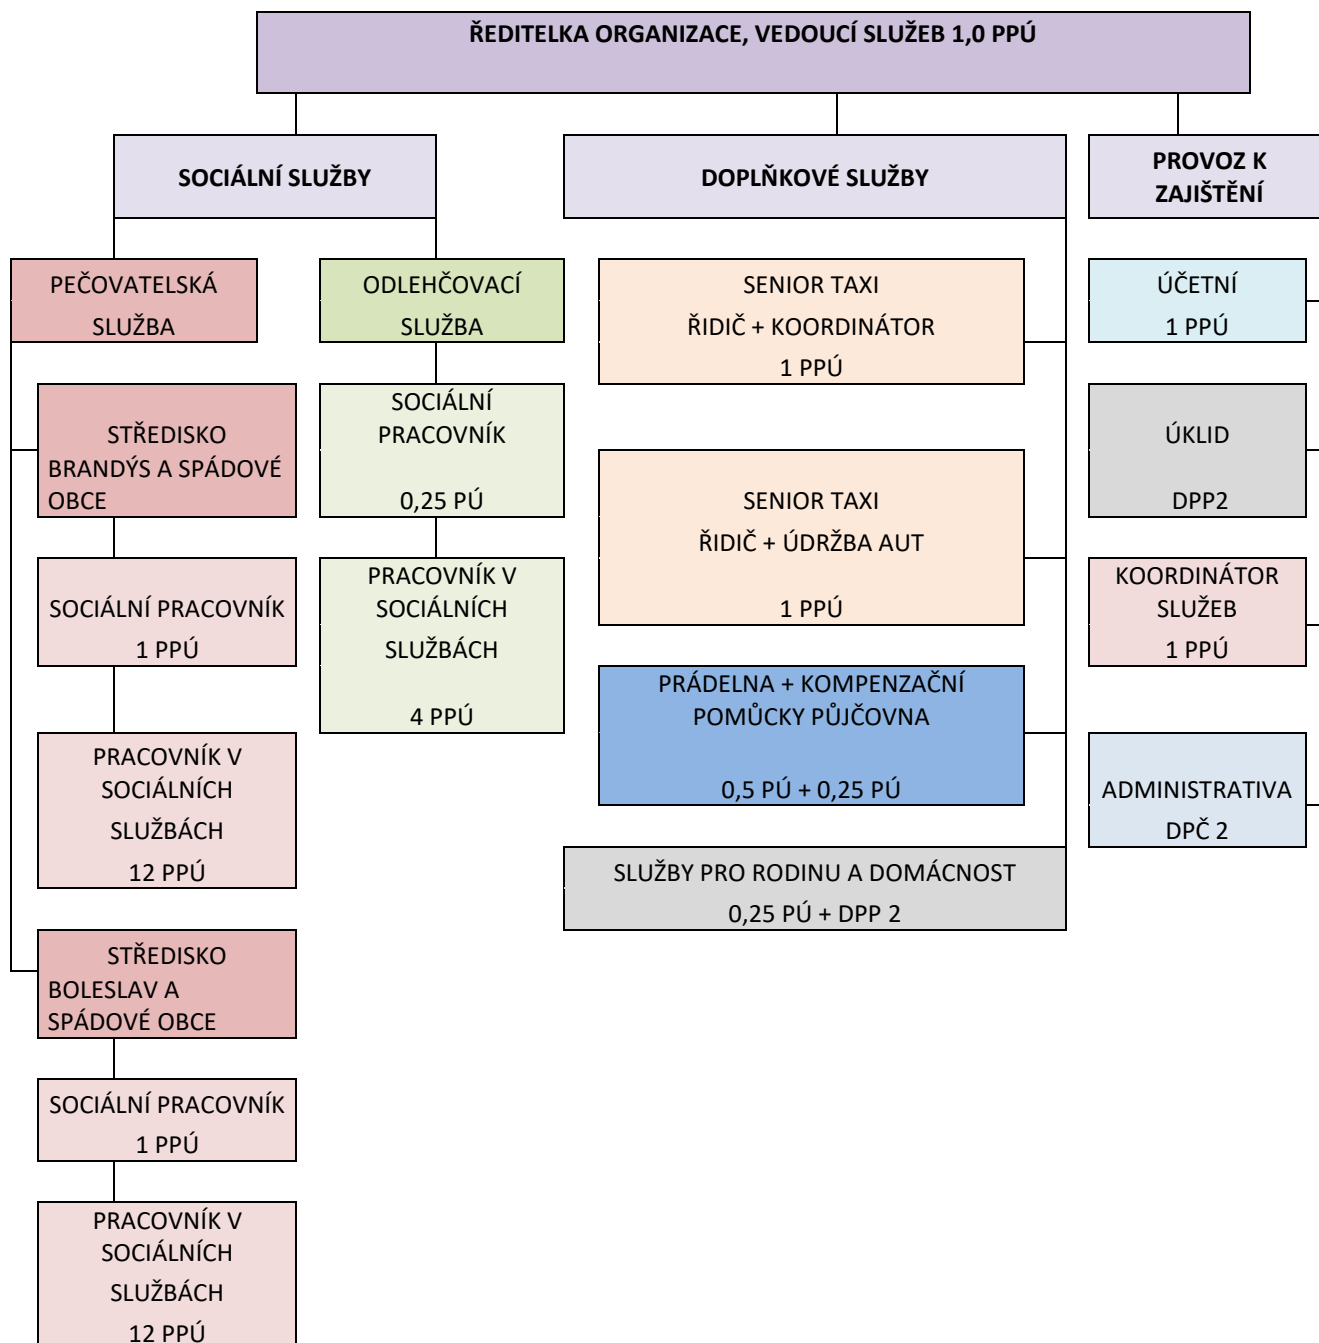 ŘEDITELKA ORGANIZACE, VEDOUCÍ SLUŽEB 1,0 PPÚ
SOCIÁLNÍ SLUŽBY
DOPLŇKOVÉ SLUŽBY
PROVOZ K
ZAJIŠTĚNÍ
PEČOVATELSKÁ
SLUŽBA
STŘEDISKO
BRANDÝS A SPÁDOVÉ
OBCE
SOCIÁLNÍ PRACOVNÍK
1 PPÚ
PRACOVNÍK V
SOCIÁLNÍCH
SLUŽBÁCH
12 PPÚ
STŘEDISKO
BOLESLAV A
SPÁDOVÉ OBCE
SOCIÁLNÍ PRACOVNÍK
1 PPÚ
PRACOVNÍK V
SOCIÁLNÍCH
SLUŽBÁCH
12 PPÚ
ODLEHČOVACÍ
SLUŽBA
SOCIÁLNÍ
PRACOVNÍK
0,25 PÚ
PRACOVNÍK V
SOCIÁLNÍCH
SLUŽBÁCH
4 PPÚ
SENIOR TAXI
ŘIDIČ + KOORDINÁTOR
1 PPÚ
SENIOR TAXI
ŘIDIČ + ÚDRŽBA AUT
1 PPÚ
PRÁDELNA + KOMPENZAČNÍ
POMŮCKY PŮJČOVNA
0,5 PÚ + 0,25 PÚ
SLUŽBY PRO RODINU A DOMÁCNOST
0,25 PÚ + DPP 2
ÚČETNÍ
1 PPÚ
ÚKLID
DPP2
KOORDINÁTOR
SLUŽEB
1 PPÚ
ADMINISTRATIVA
DPČ 2